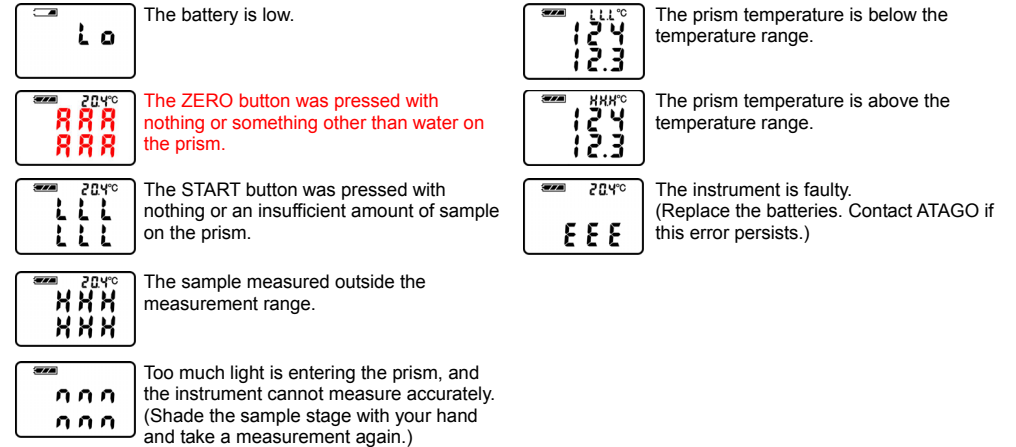 Lo
The battery is low.
20.4°C
AAA
AAA
The ZERO button was pressed with
nothing or something other than water on
the prism.
20.4°C
LLL
LLL
The START button was pressed with
nothing or an insufficient amount of sample
on the prism.
20.4°C
HHH
HHH
The sample measured outside the
measurement range.
nnn
nnn
Too much light is entering the prism, and
the instrument cannot measure accurately.
(Shade the sample stage with your hand
and take a measurement again.)
LLL°C
124
12.3
The prism temperature is below the
temperature range.
HHH°C
124
12.3
The prism temperature is above the
temperature range.
20.4°C
EEE
The instrument is faulty.
(Replace the batteries. Contact ATAGO if
this error persists.)